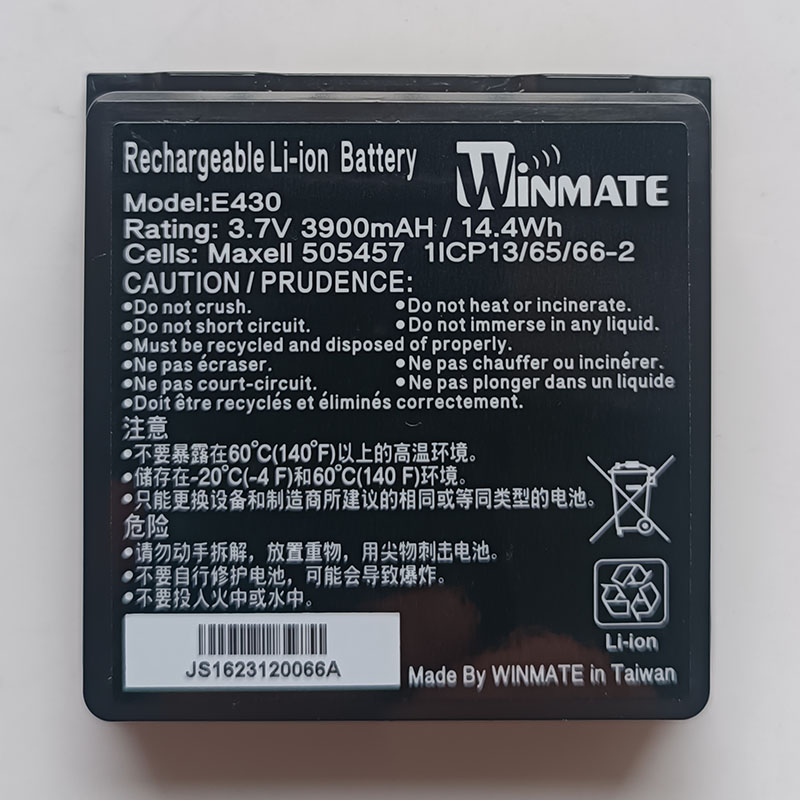 Rechargeable Li-ion Battery
WINMATE
Model:E430
Rating: 3.7V 3900mAH / 14.4Wh
Cells: Maxell 505457 1ICP13/65/66-2
CAUTION / PRUDENCE:
•Do not crush. •Do not heat or incinerate.
•Do not short circuit. •Do not immerse in any liquid.
•Must be recycled and disposed of properly.
•Ne pas écraser. •Ne pas chauffer ou incinérer.
•Ne pas court-circuit. •Ne pas plonger dans un liquide
•Doit être recyclés et éliminés correctement.
注意
•不要暴露在60°C(140°F)以上的高温环境。
•储存在-20°C(-4 F)和60°C(140 F)环境。
•只能更换设备和制造商所建议的相同或等同类型的电池。
危险
•请勿动手拆解，放置重物，用尖物刺击电池。
•不要自行修护电池，可能会导致爆炸。
•不要投入火中或水中。
Li-ion
JS1623120066A
Made By WINMATE in Taiwan